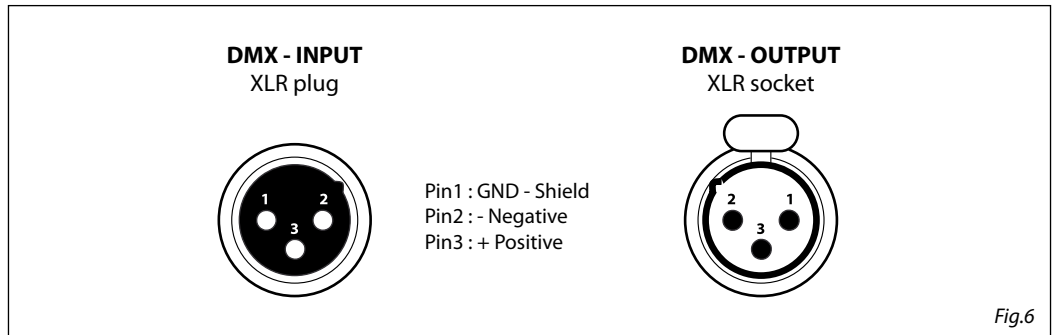 DMX - INPUT
XLR plug
1
2
3
Pin1 : GND - Shield
Pin2 : - Negative
Pin3 : + Positive
DMX - OUTPUT
XLR socket
2
1
3
Fig.6